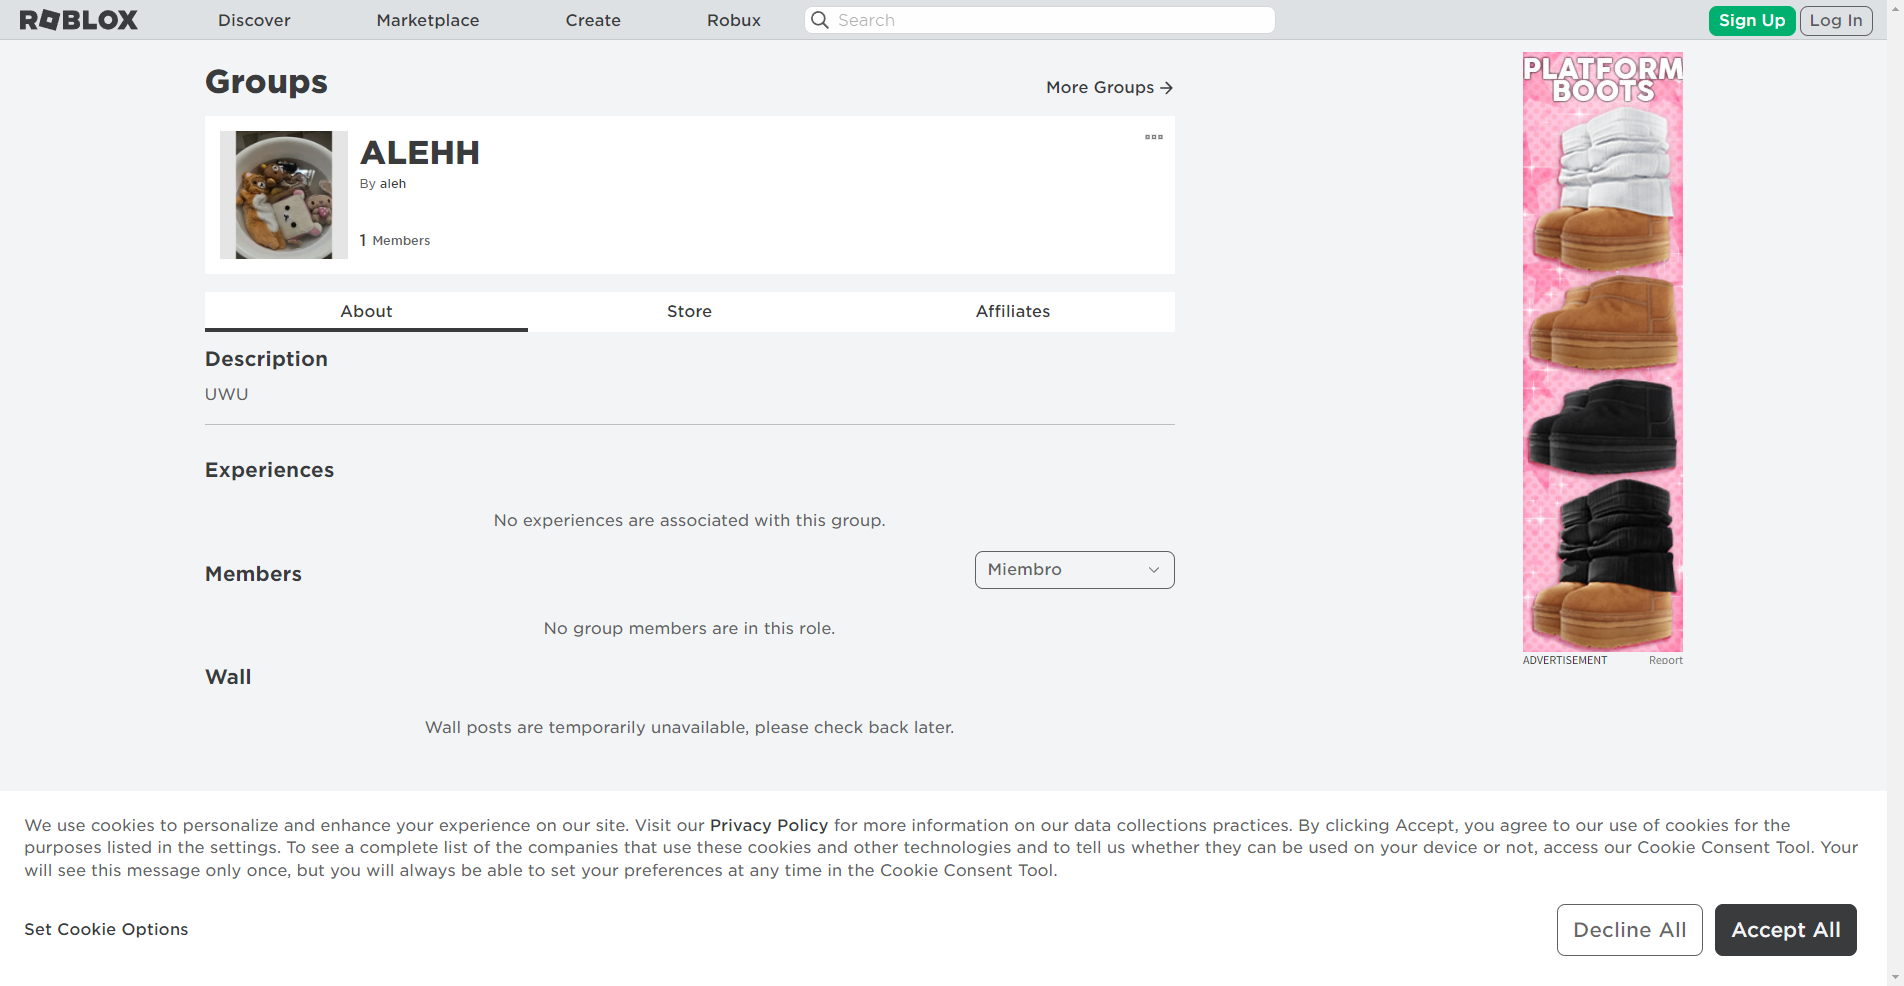 ROBLOX
Discover
Marketplace
Create
Robux
Search
Sign Up
Log In
Groups
More Groups
ALEHH
By aleh
1 Members
About
Store
Affiliates
Description
UWU
Experiences
No experiences are associated with this group.
Members
Miembro
No group members are in this role.
Wall
Wall posts are temporarily unavailable, please check back later.
PLATFORM
BOOTS
ADVERTISEMENT
Report
We use cookies to personalize and enhance your experience on our site. Visit our Privacy Policy for more information on our data collections practices. By clicking Accept, you agree to our use of cookies for the
purposes listed in the settings. To see a complete list of the companies that use these cookies and other technologies and to tell us whether they can be used on your device or not, access our Cookie Consent Tool. Your
will see this message only once, but you will always be able to set your preferences at any time in the Cookie Consent Tool.
Set Cookie Options
Decline All
Accept All